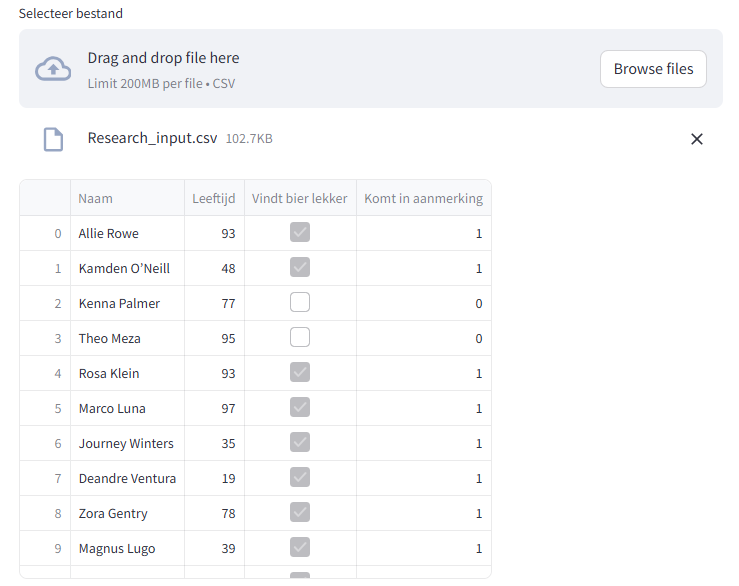 Selecteer bestand
Drag and drop file here
Limit 200MB per file • CSV
Browse files
Research_input.csv 102.7KB
Naam Leeftijd Vindt bier lekker Komt in aanmerking
0 Allie Rowe 93 1
1 Kamden O’Neill 48 1
2 Kenna Palmer 77 0
3 Theo Meza 95 0
4 Rosa Klein 93 1
5 Marco Luna 97 1
6 Journey Winters 35 1
7 Deandre Ventura 19 1
8 Zora Gentry 78 1
9 Magnus Lugo 39 1